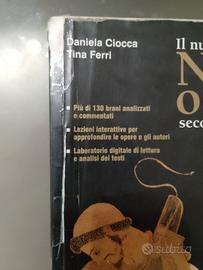 Daniela Ciocca
Tina Ferri
Il nu
N
o
seco
Più di 130 brani analizzati
e commentati
Lezioni interattive per
approfondire le opere e gli autori
Laboratorio digitale di lettura
e analisi dei testi
subito